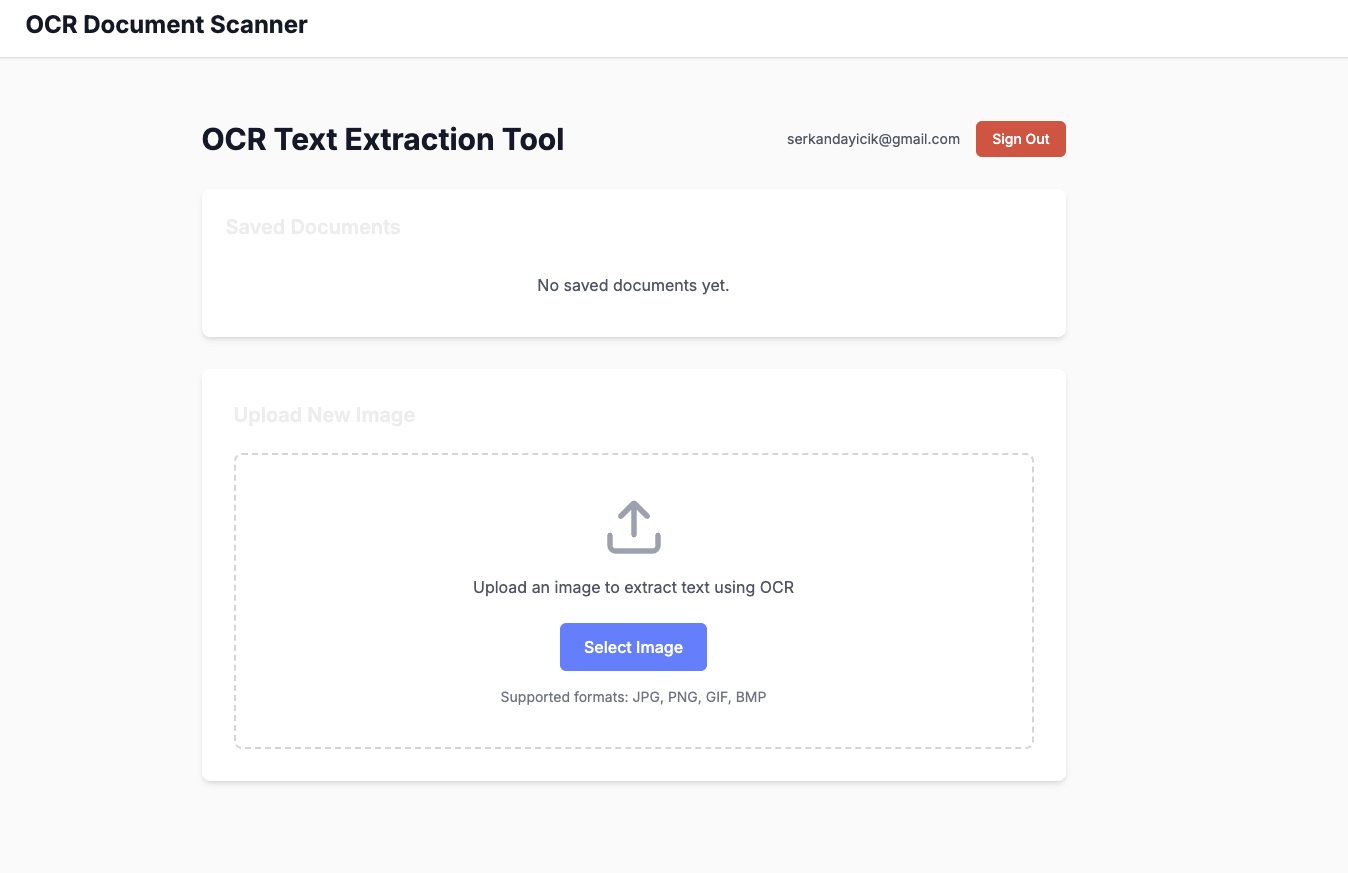 OCR Document Scanner
OCR Text Extraction Tool
serkandayicik@gmail.com
Sign Out
Saved Documents
No saved documents yet.
Upload New Image
Upload an image to extract text using OCR
Select Image
Supported formats: JPG, PNG, GIF, BMP